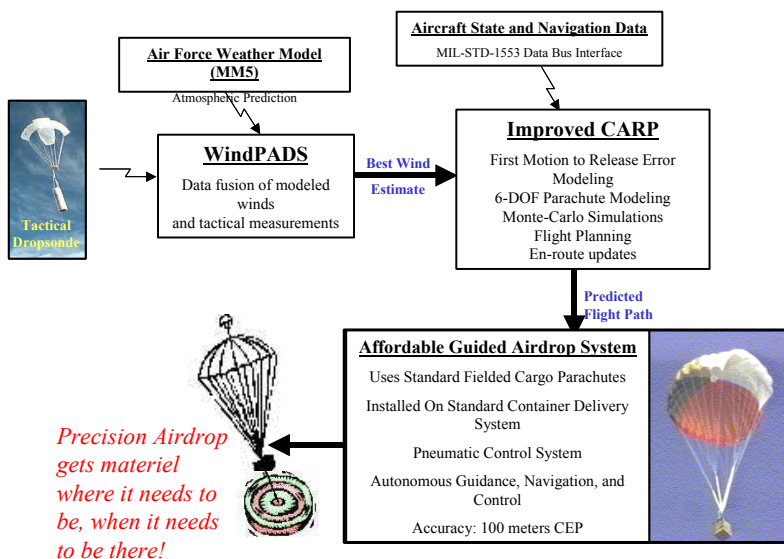 Air Force Weather Model
(MM5)
Atmospheric Prediction
Aircraft State and Navigation Data
MIL-STD-1553 Data Bus Interface
Tactical
Dropsonde
WindPADS
Data fusion of modeled
winds
and tactical measurements
Best Wind
Estimate
Improved CARP
First Motion to Release Error
Modeling
6-DOF Parachute Modeling
Monte-Carlo Simulations
Flight Planning
En-route updates
Predicted
Flight Path
Affordable Guided Airdrop System
Uses Standard Fielded Cargo Parachutes
Installed On Standard Container Delivery
System
Pneumatic Control System
Autonomous Guidance, Navigation, and
Control
Accuracy: 100 meters CEP
Precision Airdrop
gets materiel
where it needs to
be, when it needs
to be there!